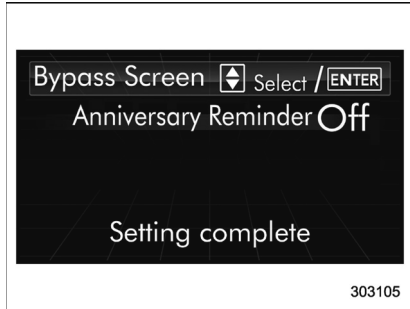 Bypass Screen Select / ENTER
Anniversary Reminder Off
Setting complete
303105